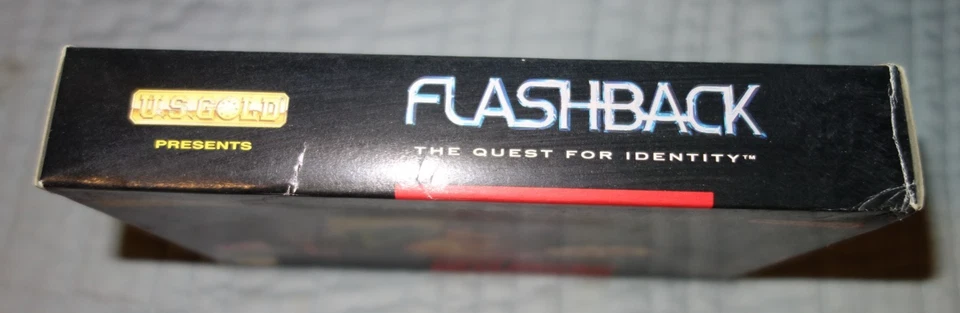 U.S.GOLD
PRESENTS
FLASHBACK
THE QUEST FOR IDENTITY™